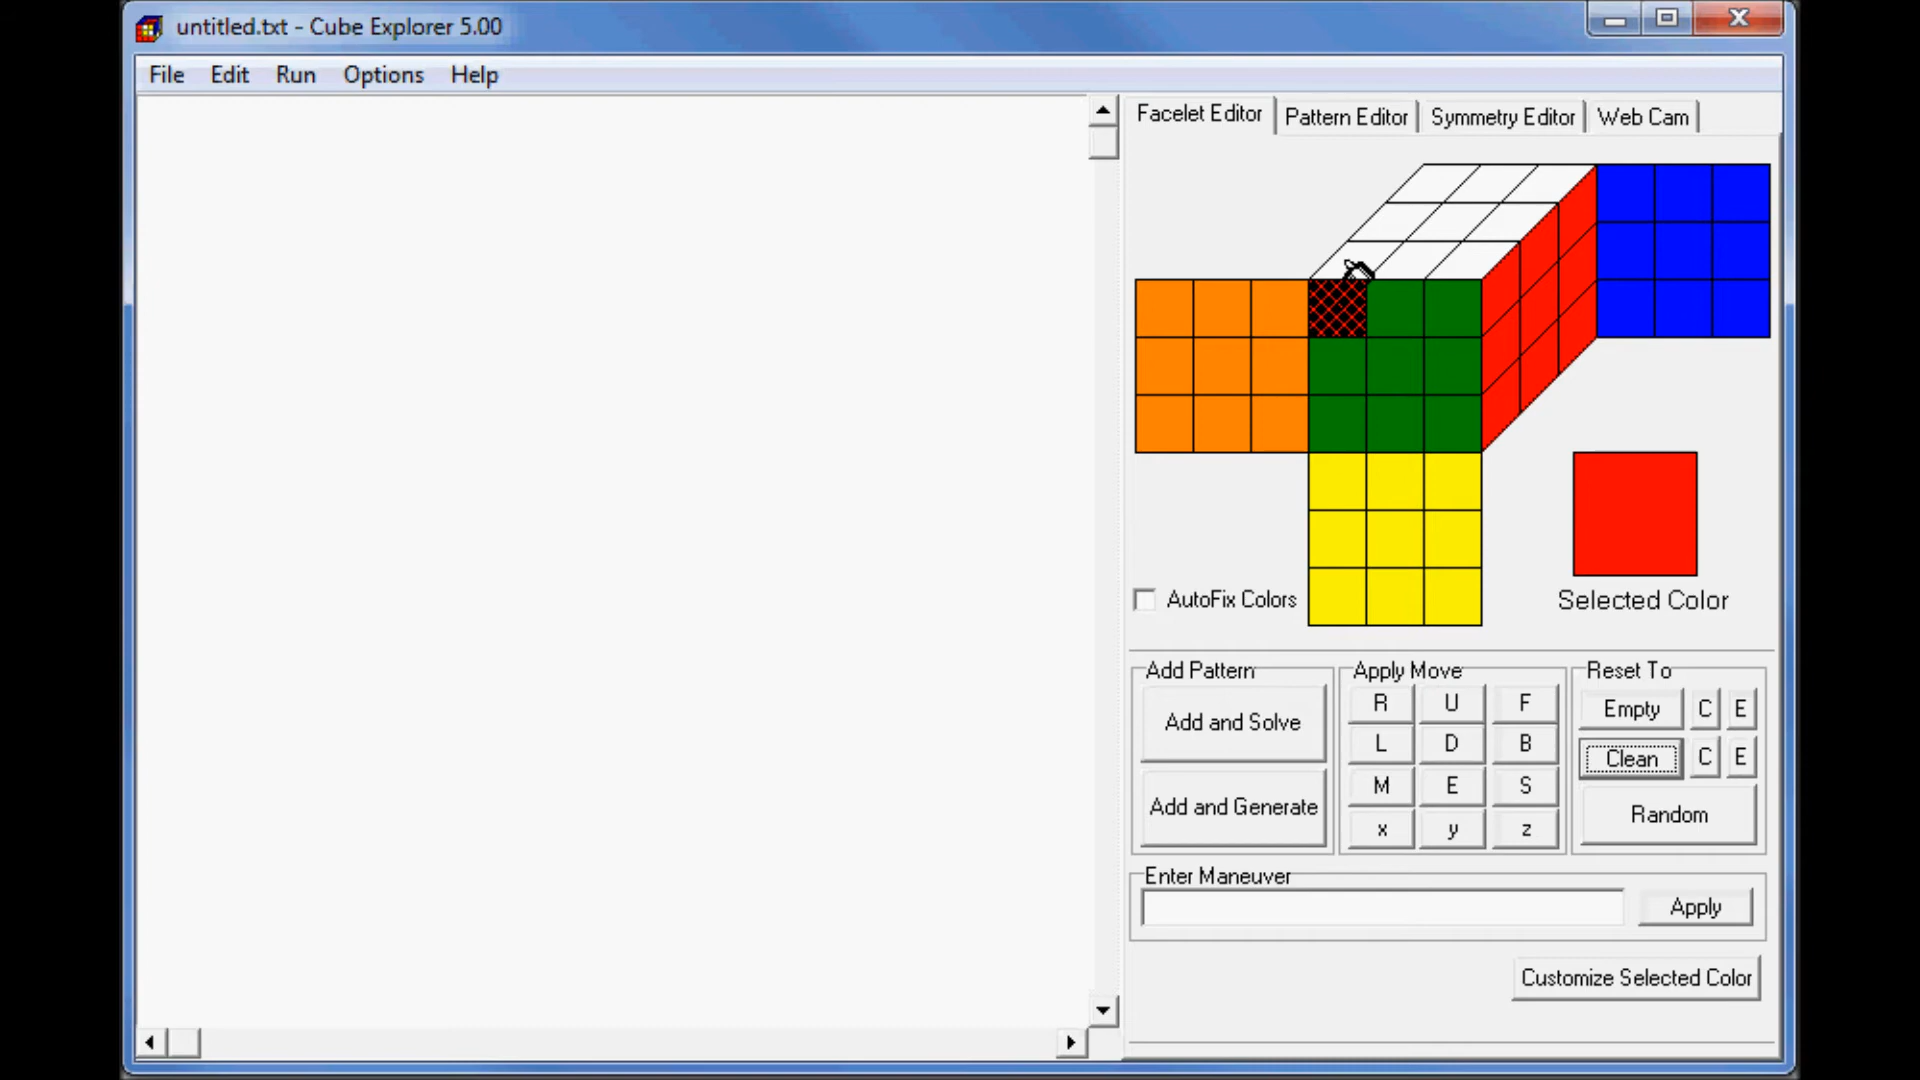 untitled.txt - Cube Explorer 5.00
File Edit Run Options Help
Facelet Editor Pattern Editor Symmetry Editor Web Cam
AutoFix Colors
Selected Color
Add Pattern Apply Move Reset To
Add and Solve
Add and Generate
R U F
L D B
M E S
x y z
Empty C E
Clean C E
Random
Enter Maneuver
Apply
Customize Selected Color